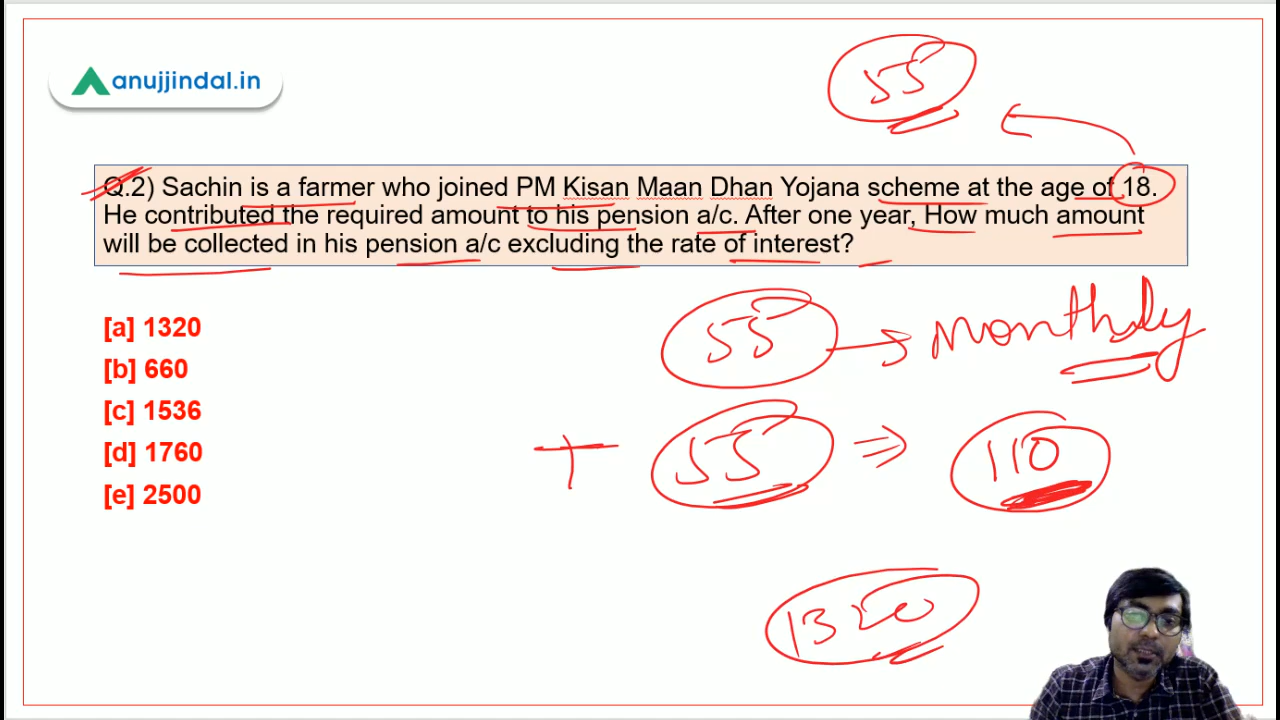 anujjindal.in
55
Q.2) Sachin is a farmer who joined PM Kisan Maan Dhan Yojana scheme at the age of 18.
He contributed the required amount to his pension a/c. After one year, How much amount
will be collected in his pension a/c excluding the rate of interest?
[a] 1320
[b] 660
[c] 1536
[d] 1760
[e] 2500
55 → monthly
+ 55 ⇒ 110
1320